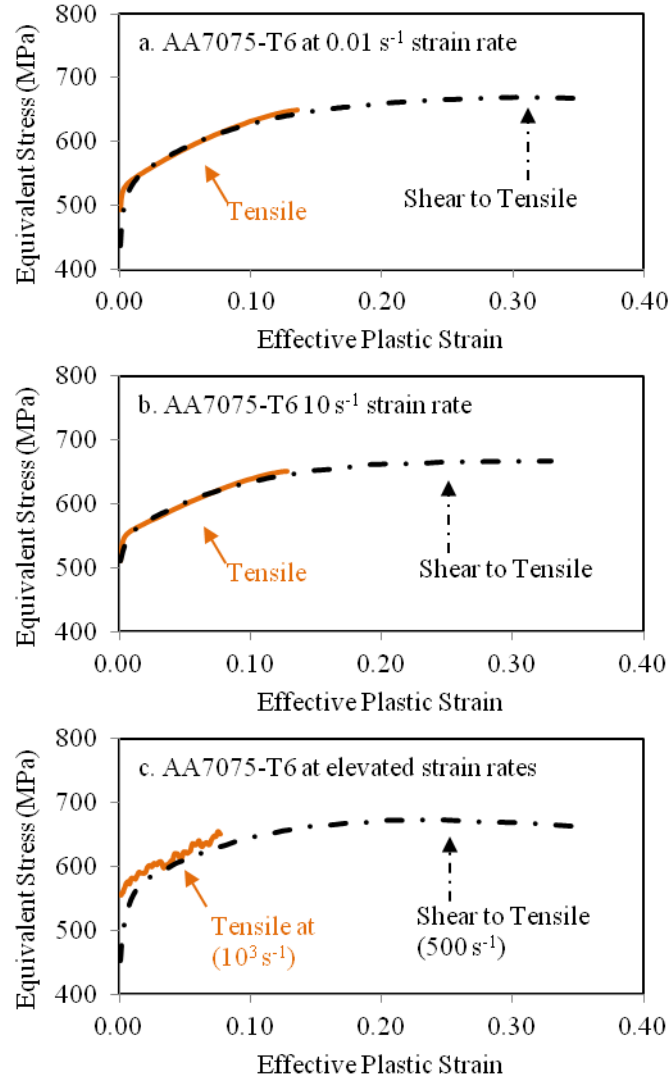 800
a. AA7075-T6 at 0.01 s⁻¹ strain rate
700
600
500
400
Tensile
Shear to Tensile
Equivalent Stress (MPa)
0.00 0.10 0.20 0.30 0.40
Effective Plastic Strain
800
b. AA7075-T6 10 s⁻¹ strain rate
700
600
500
400
Tensile
Shear to Tensile
Equivalent Stress (MPa)
0.00 0.10 0.20 0.30 0.40
Effective Plastic Strain
800
c. AA7075-T6 at elevated strain rates
700
600
500
400
Tensile at
(10³ s⁻¹)
Shear to Tensile
(500 s⁻¹)
Equivalent Stress (MPa)
0.00 0.10 0.20 0.30 0.40
Effective Plastic Strain